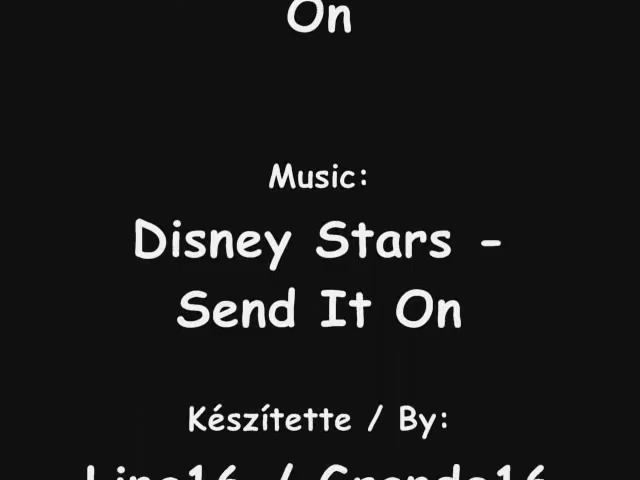 On
Music:
Disney Stars -
Send It On
Készítette / By: